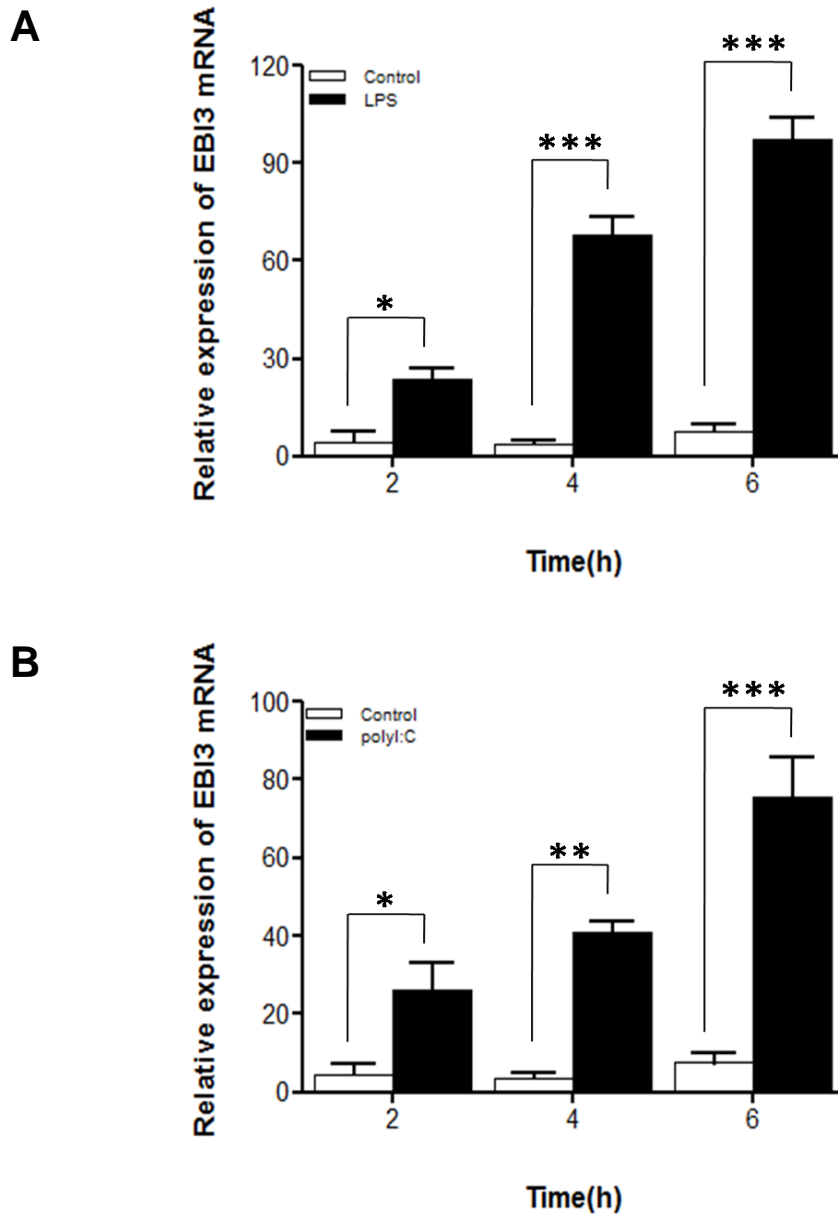 A
Relative expression of EBI3 mRNA
120
90
60
30
0
Control
LPS
*
***
***
2
4
6
Time(h)
B
Relative expression of EBI3 mRNA
100
80
60
40
20
0
Control
polyI:C
*
**
***
2
4
6
Time(h)